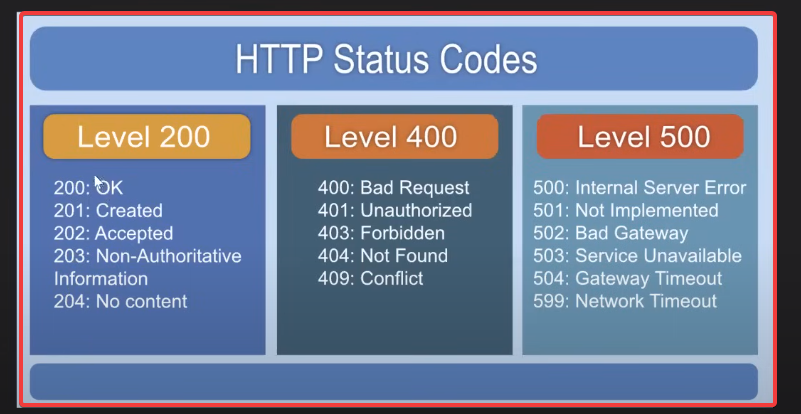 HTTP Status Codes
Level 200
200: OK
201: Created
202: Accepted
203: Non-Authoritative
Information
204: No content
Level 400
400: Bad Request
401: Unauthorized
403: Forbidden
404: Not Found
409: Conflict
Level 500
500: Internal Server Error
501: Not Implemented
502: Bad Gateway
503: Service Unavailable
504: Gateway Timeout
599: Network Timeout